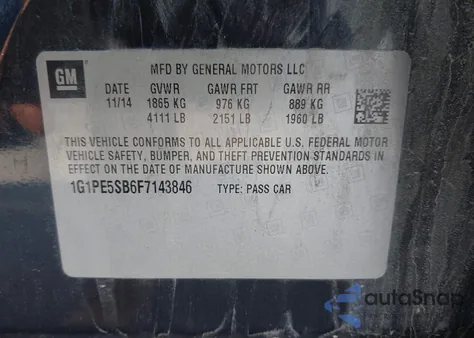 GM
MFD BY GENERAL MOTORS LLC
DATE GVWR GAWR FRT GAWR RR
11/14 1865 KG 976 KG 889 KG
4111 LB 2151 LB 1960 LB
THIS VEHICLE CONFORMS TO ALL APPLICABLE U.S. FEDERAL MOTOR
VEHICLE SAFETY, BUMPER, AND THEFT PREVENTION STANDARDS IN
EFFECT ON THE DATE OF MANUFACTURE SHOWN ABOVE.
1G1PE5SB6F7143846 TYPE: PASS CAR
autoSnap